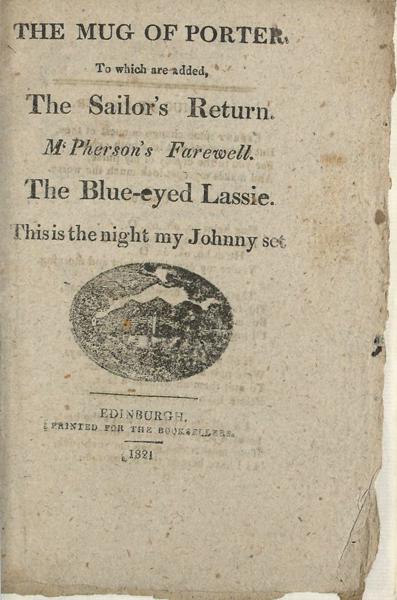 THE MUG OF PORTER.
To which are added,
The Sailor's Return.
Mc Pherson's Farewell.
The Blue-eyed Lassie.
This is the night my Johnny set
EDINBURGH,
PRINTED FOR THE BOOKSELLERS.
1821